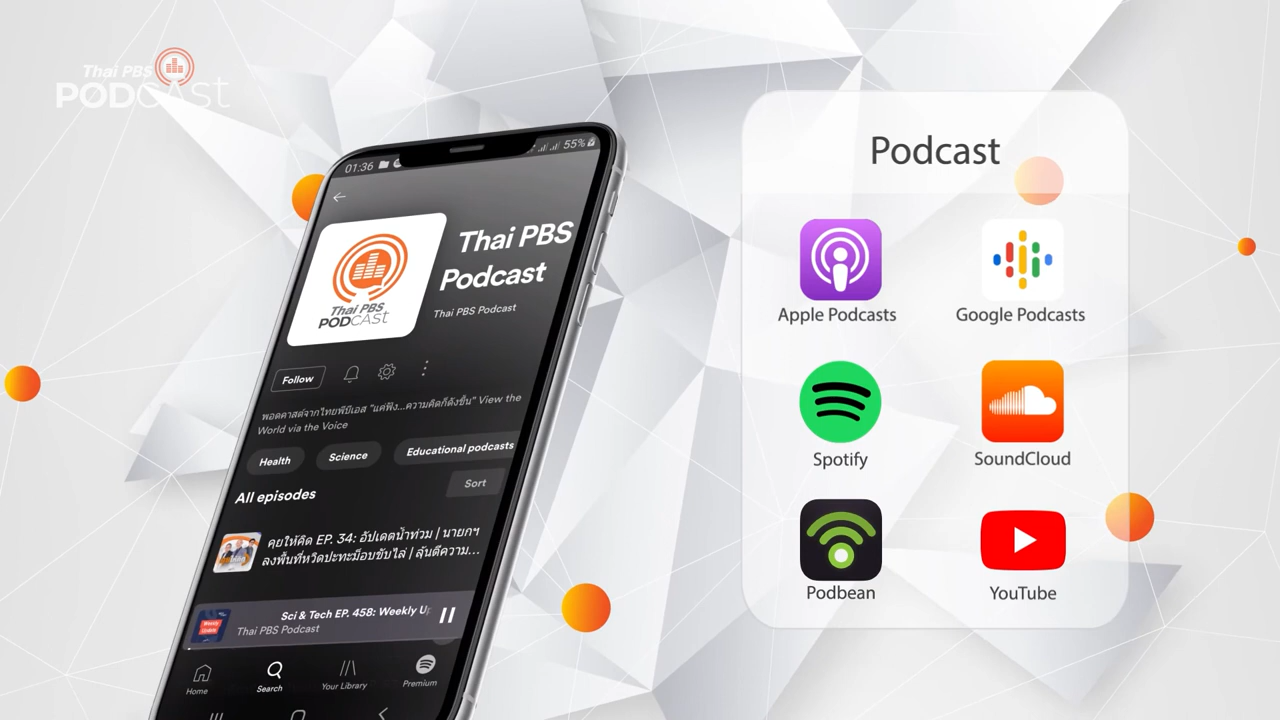 Thai PBS
PODCAST
01:36
55%
Thai PBS
Podcast
Thai PBS Podcast
Thai PBS
PODCAST
Follow
พอดคาสต์จากไทยพีบีเอส "แค่ฟัง...ความคิดก็ดังขึ้น" View the
World via the Voice
Health
Science
Educational podcasts
All episodes
Sort
คุยให้คิด EP. 34: อัปเดตน้ำท่วม | นายกฯ
ลงพื้นที่หวิดปะทะม็อบขับไล่ | ลุ้นตีความ...
Sci & Tech EP. 458: Weekly Up
Thai PBS Podcast
Weekly
Update
Home
Search
Your Library
Premium
Podcast
Apple Podcasts
Google Podcasts
Spotify
SoundCloud
Podbean
YouTube